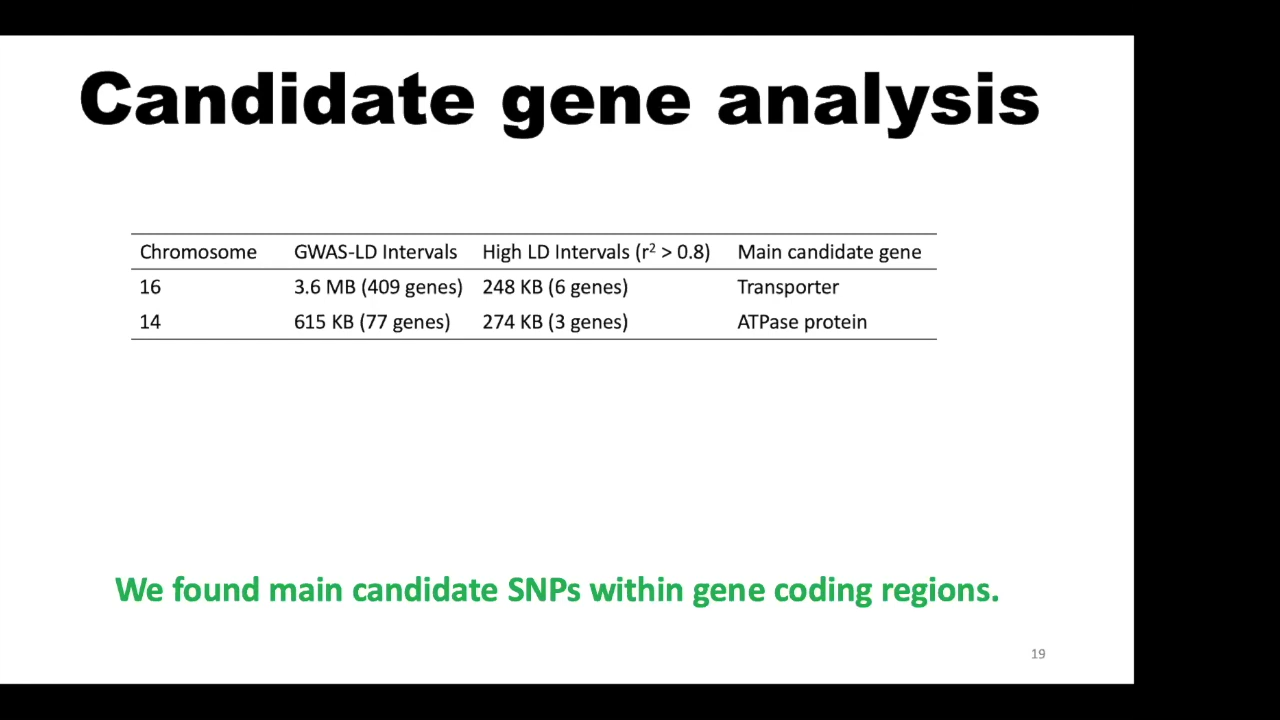 Candidate gene analysis
Chromosome GWAS-LD Intervals High LD Intervals (r² > 0.8) Main candidate gene
16 3.6 MB (409 genes) 248 KB (6 genes) Transporter
14 615 KB (77 genes) 274 KB (3 genes) ATPase protein
We found main candidate SNPs within gene coding regions.
19